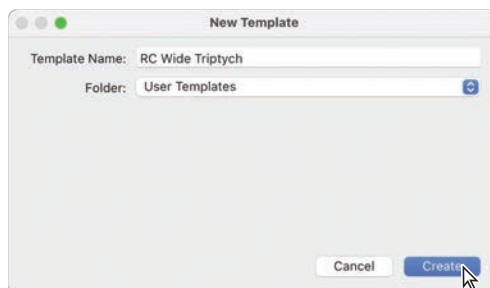 New Template
Template Name: RC Wide Triptych
Folder: User Templates
Cancel Create